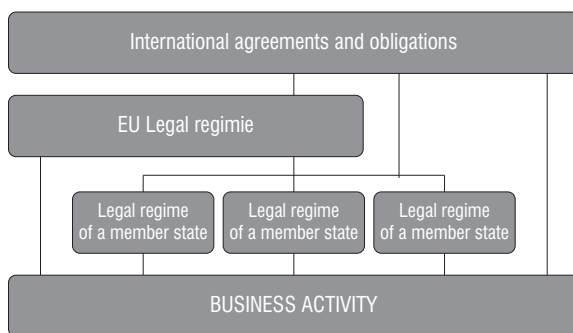 International agreements and obligations
EU Legal regimie
Legal regime
of a member state
Legal regime
of a member state
Legal regime
of a member state
BUSINESS ACTIVITY